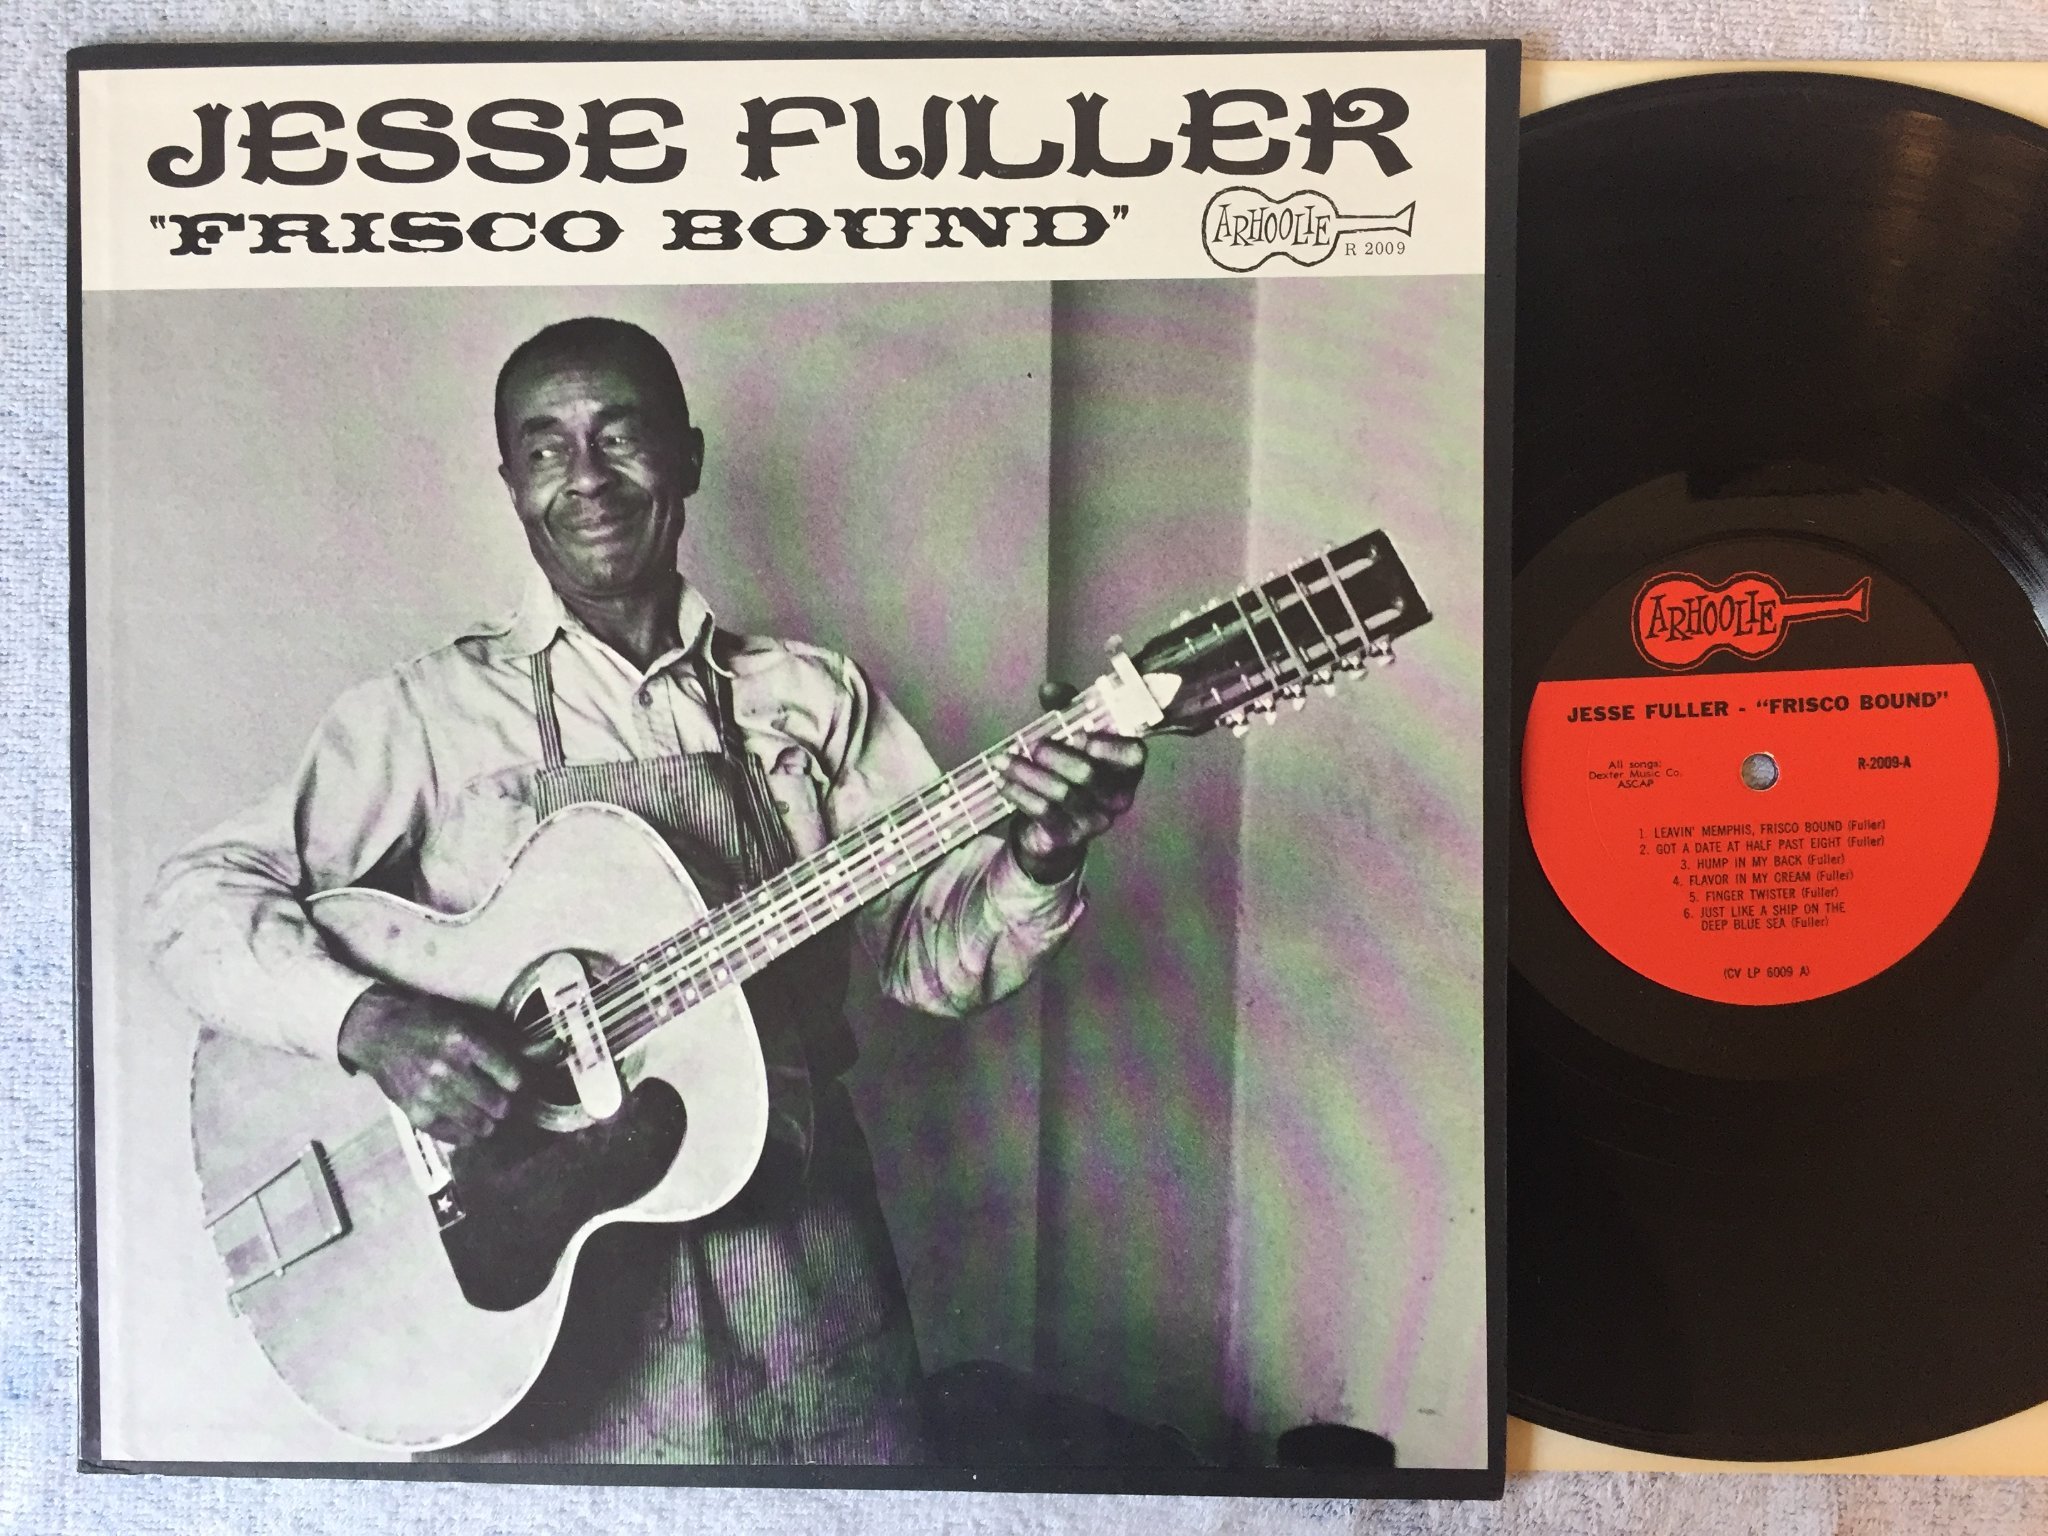 JESSE FULLER
"FRISCO BOUND"
ARHOOLIE
R 2009
ARHOOLIE
JESSE FULLER - "FRISCO BOUND"
All songs:
Dexter Music Co.
ASCAP
R-2009-A
1. LEAVIN' MEMPHIS, FRISCO BOUND (Fuller)
2. GOT A DATE AT HALF PAST EIGHT (Fuller)
3. HUMP IN MY BACK (Fuller)
4. FLAVOR IN MY CREAM (Fuller)
5. FINGER TWISTER (Fuller)
6. JUST LIKE A SHIP ON THE
DEEP BLUE SEA (Fuller)
(CV LP 6009 A)